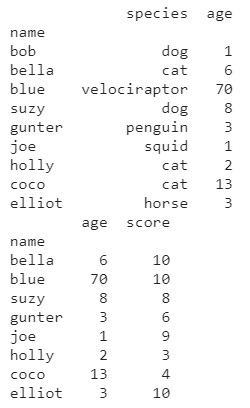 species age
name
bob dog 1
bella cat 6
blue velociraptor 70
suzy dog 8
gunter penguin 3
joe squid 1
holly cat 2
coco cat 13
elliot horse 3
age score
name
bella 6 10
blue 70 10
suzy 8 8
gunter 3 6
joe 1 9
holly 2 3
coco 13 4
elliot 3 10